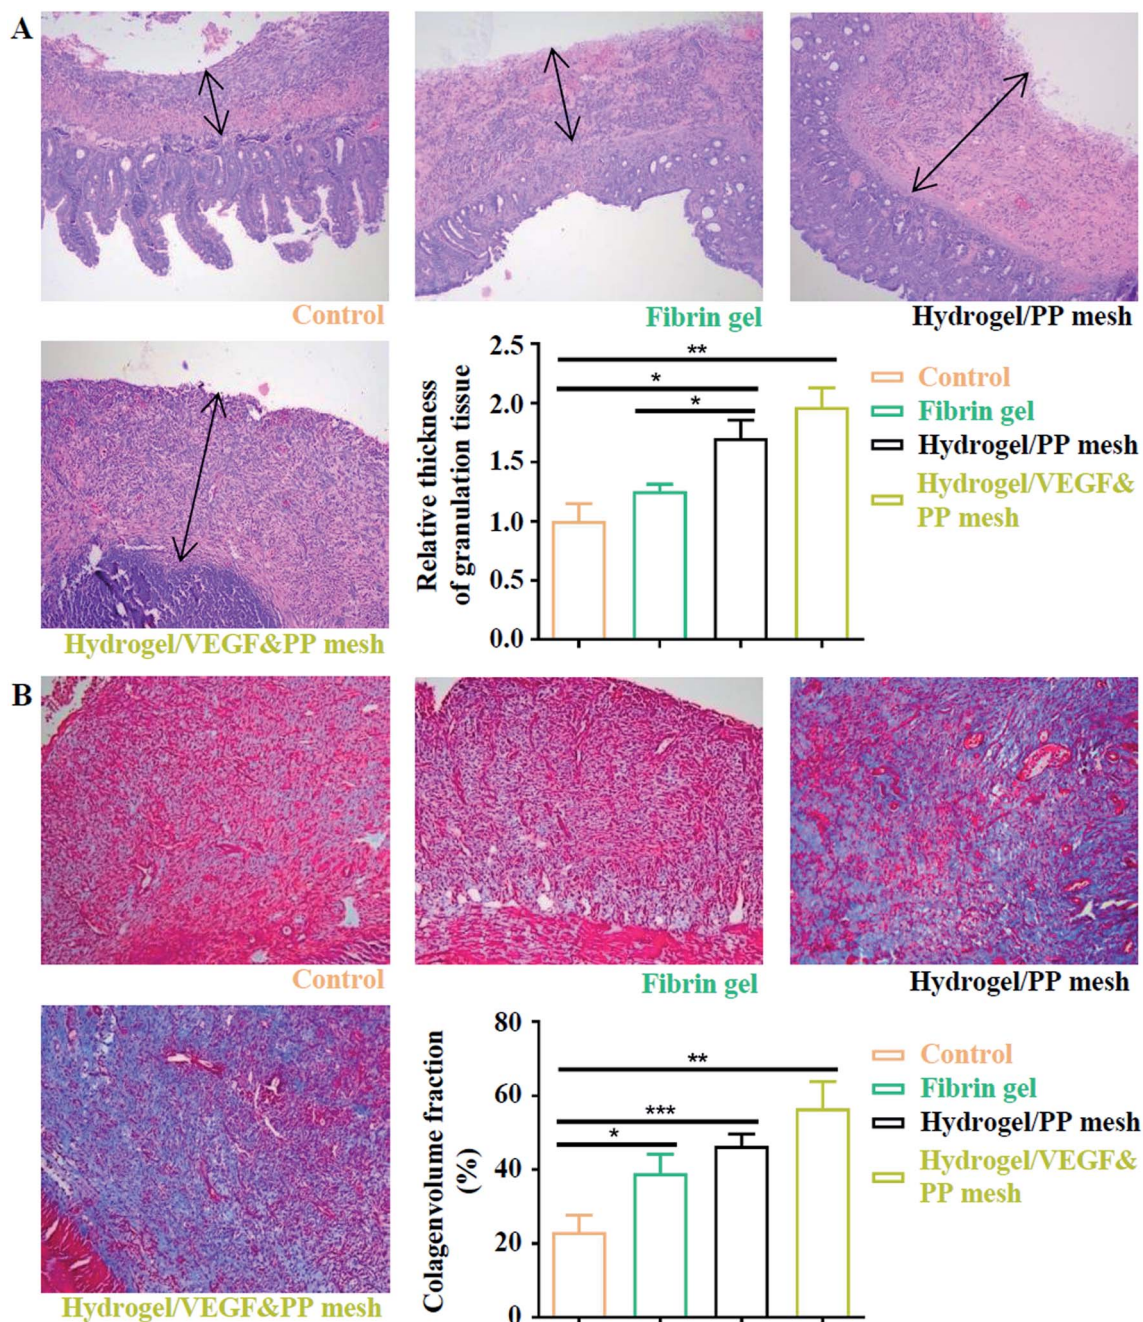 A
Control
Fibrin gel
Hydrogel/PP mesh
Hydrogel/VEGF&PP mesh
Relative thickness
of granulation tissue
2.5
2.0
1.5
1.0
0.5
0.0
**
*
*
Control
Fibrin gel
Hydrogel/PP mesh
Hydrogel/VEGF&
PP mesh
B
Control
Fibrin gel
Hydrogel/PP mesh
Hydrogel/VEGF&PP mesh
Colagenvolume fraction
(%)
80
60
40
20
0
**
***
*
Control
Fibrin gel
Hydrogel/PP mesh
Hydrogel/VEGF&
PP mesh